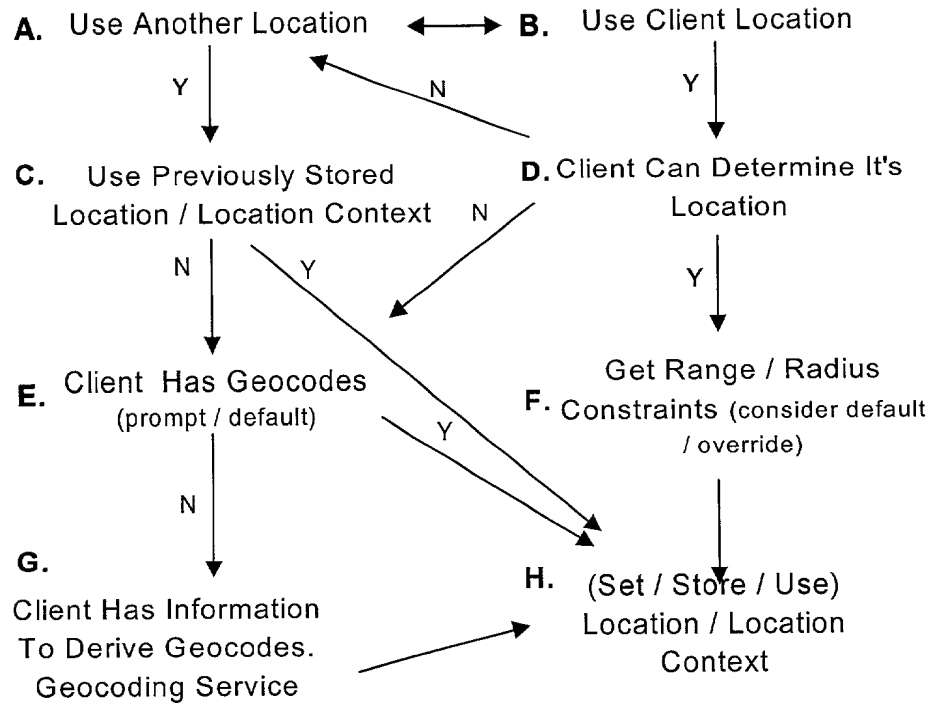 A. Use Another Location
B. Use Client Location
Y
N
Y
C. Use Previously Stored
Location / Location Context
D. Client Can Determine It's
Location
N
N
Y
Y
E. Client Has Geocodes
(prompt / default)
Get Range / Radius
F. Constraints (consider default
/ override)
Y
N
G.
Client Has Information
To Derive Geocodes.
Geocoding Service
H. (Set / Store / Use)
Location / Location
Context